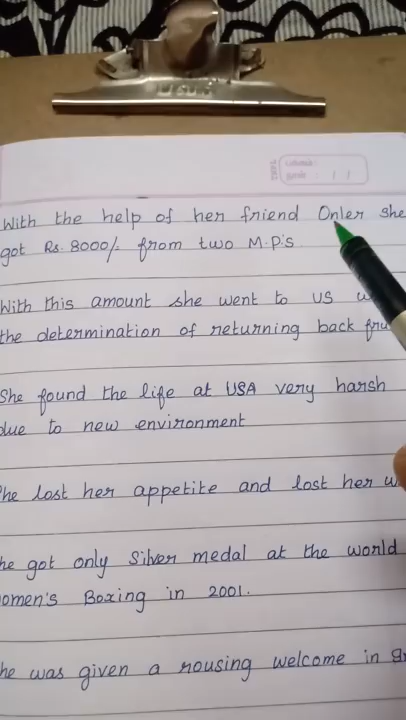 With the help of her friend Onler she
got Rs. 8000/- from two M.P's
With this amount she went to US
the determination of returning back
She found the life at USA very harsh
due to new environment
he lost her appetite and lost her
he got only Silver medal at the world
omen's Boxing in 2001.
he was given a rousing welcome in